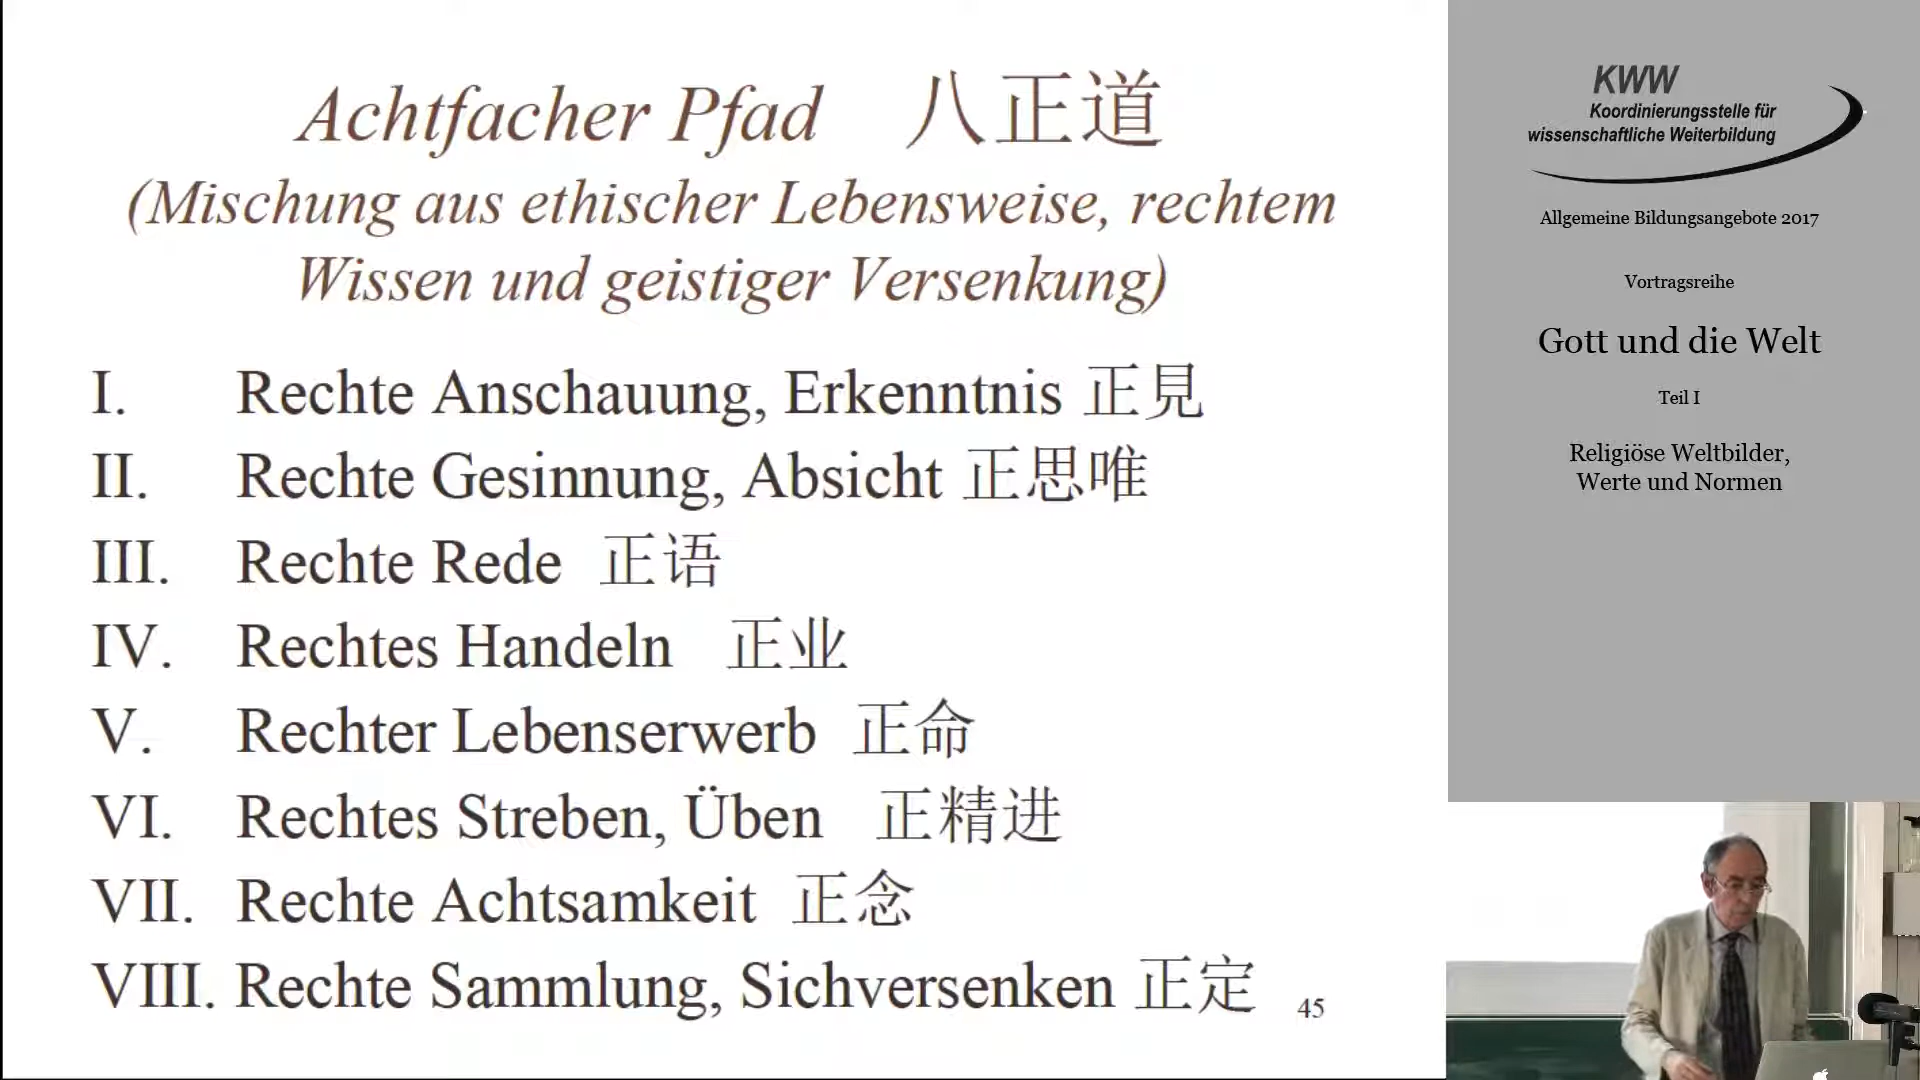 Achtfacher Pfad 八正道
(Mischung aus ethischer Lebensweise, rechtem
Wissen und geistiger Versenkung)
I. Rechte Anschauung, Erkenntnis 正見
II. Rechte Gesinnung, Absicht 正思唯
III. Rechte Rede 正语
IV. Rechtes Handeln 正业
V. Rechter Lebenserwerb 正命
VI. Rechtes Streben, Üben 正精进
VII. Rechte Achtsamkeit 正念
VIII. Rechte Sammlung, Sichversenken 正定
45
KWW
Koordinierungsstelle für
wissenschaftliche Weiterbildung
Allgemeine Bildungsangebote 2017
Vortragsreihe
Gott und die Welt
Teil I
Religiöse Weltbilder,
Werte und Normen